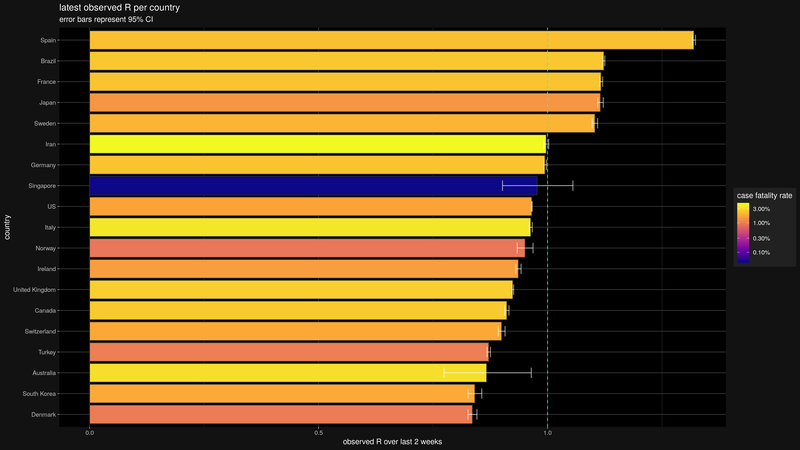 latest observed R per country
error bars represent 95% CI
country
Spain
Brazil
France
Japan
Sweden
Iran
Germany
Singapore
US
Italy
Norway
Ireland
United Kingdom
Canada
Switzerland
Turkey
Australia
South Korea
Denmark
0.0 0.5 1.0
observed R over last 2 weeks
case fatality rate
3.00%
1.00%
0.30%
0.10%